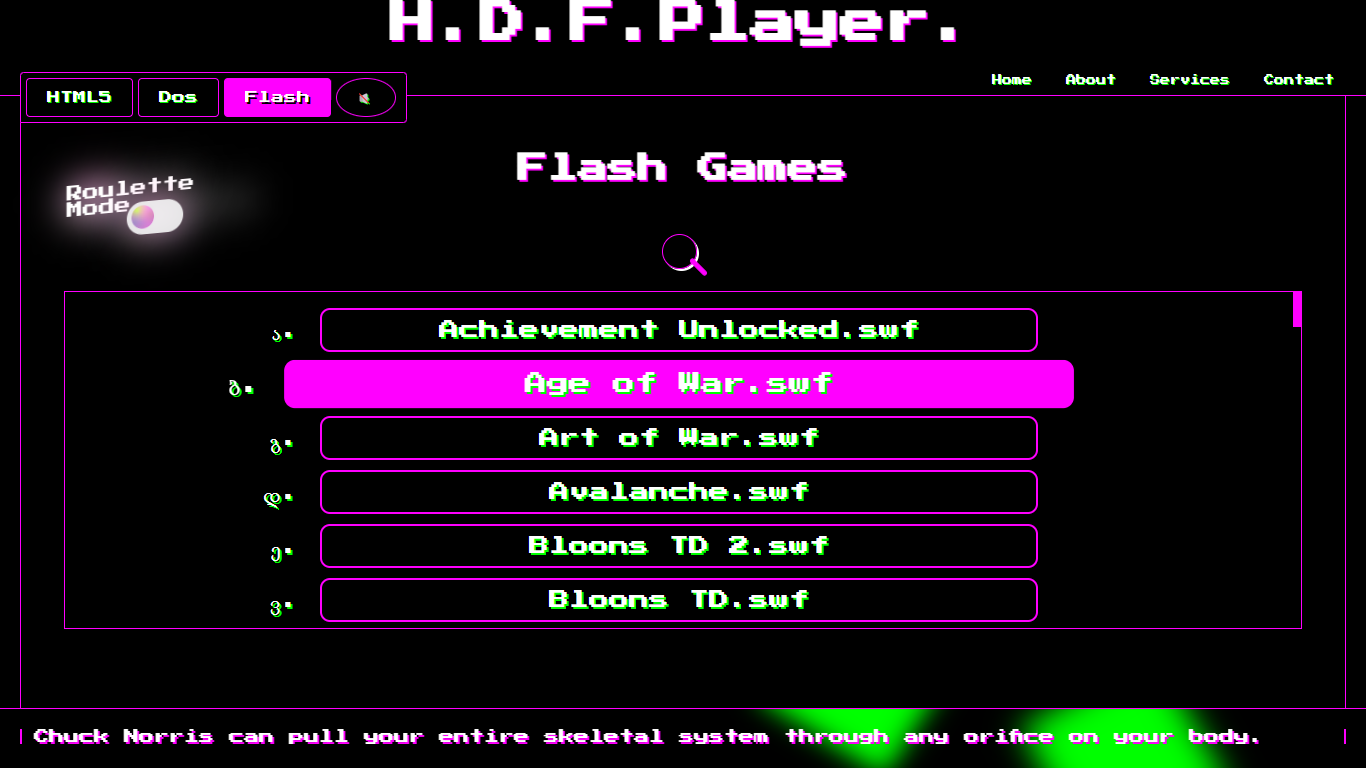 H.D.F.Player.
Home About Services Contact
HTML5 Dos Flash
Flash Games
Roulette
Mode
ა. Achievement Unlocked.swf
ბ. Age of War.swf
გ. Art of War.swf
დ. Avalanche.swf
ე. Bloons TD 2.swf
ვ. Bloons TD.swf
Chuck Norris can pull your entire skeletal system through any orifice on your body.